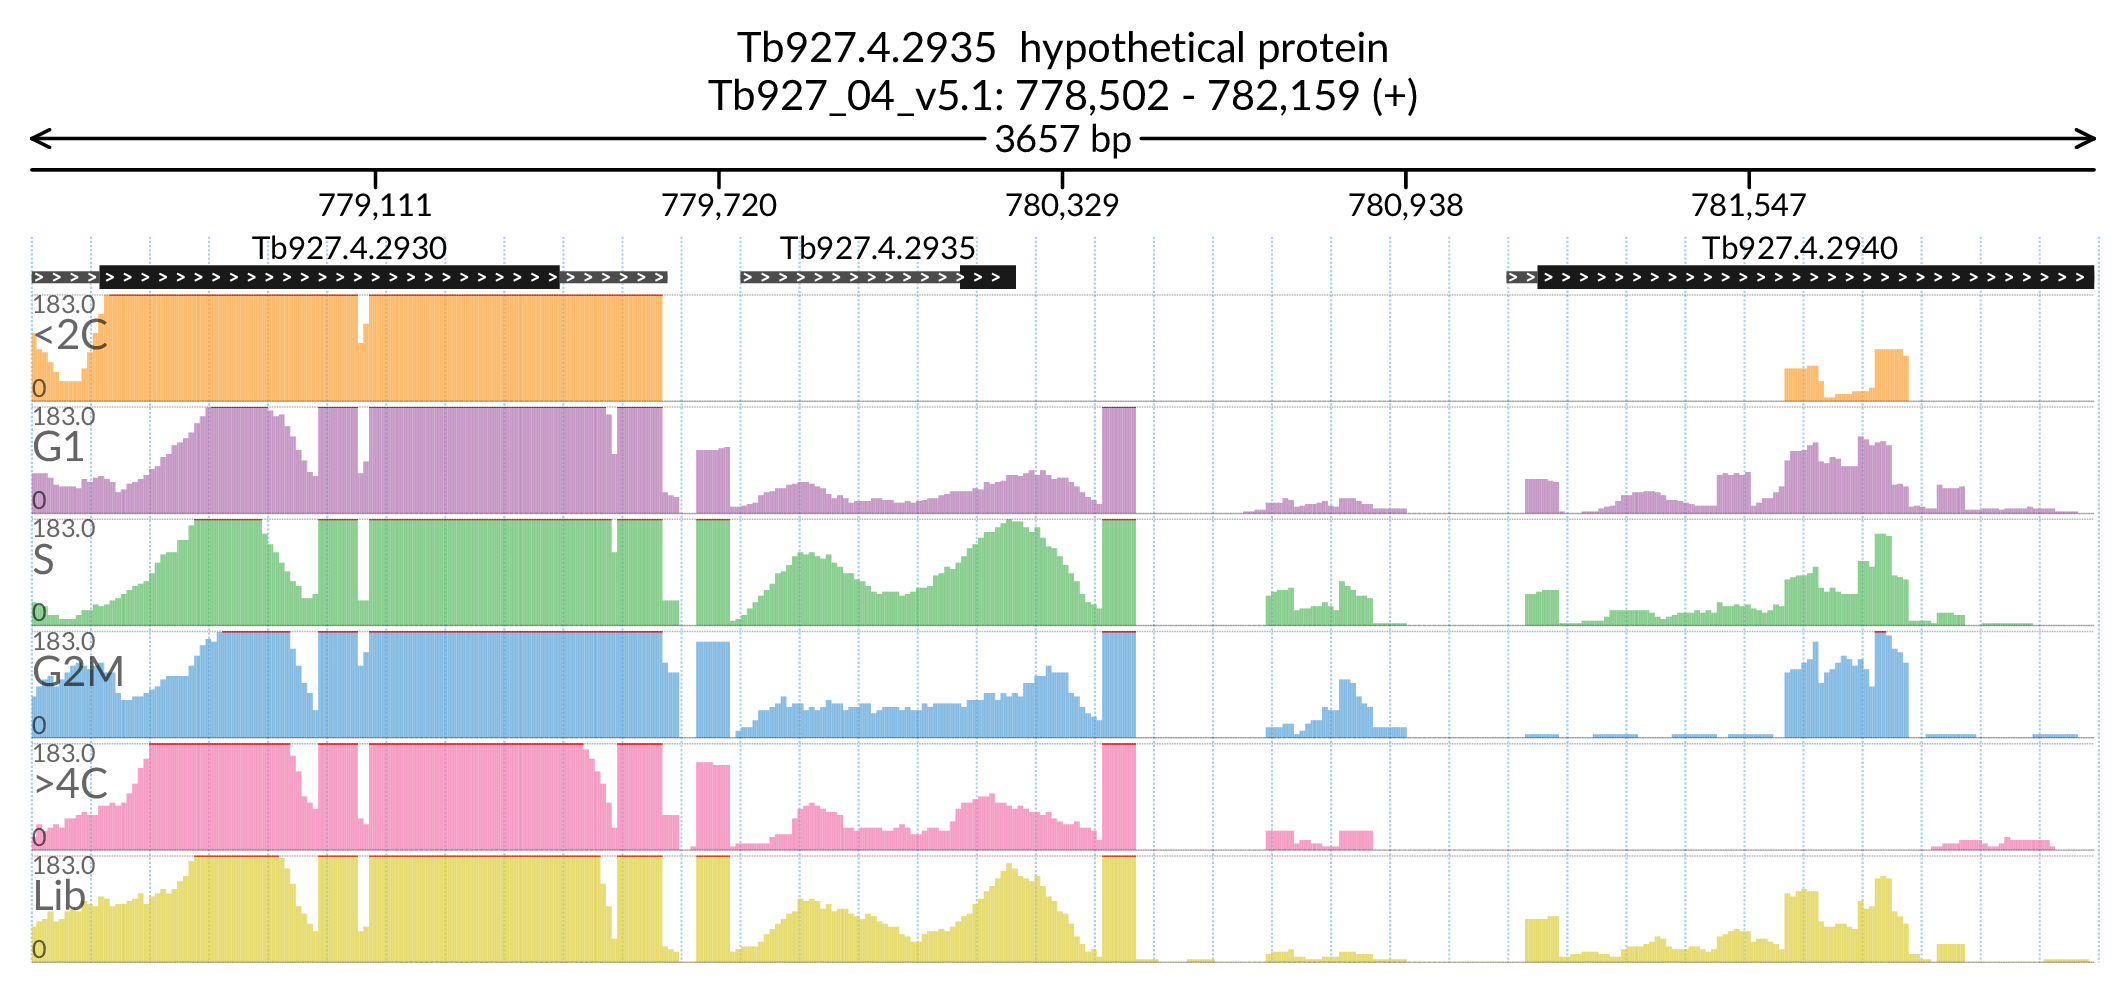 Tb927.4.2935  hypothetical protein
Tb927_04_v5.1: 778,502 - 782,159 (+)
3657 bp
779,111 779,720 780,329 780,938 781,547
Tb927.4.2930 Tb927.4.2935 Tb927.4.2940
183.0
<2C
0
183.0
G1
0
183.0
S
0
183.0
G2M
0
183.0
>4C
0
183.0
Lib
0